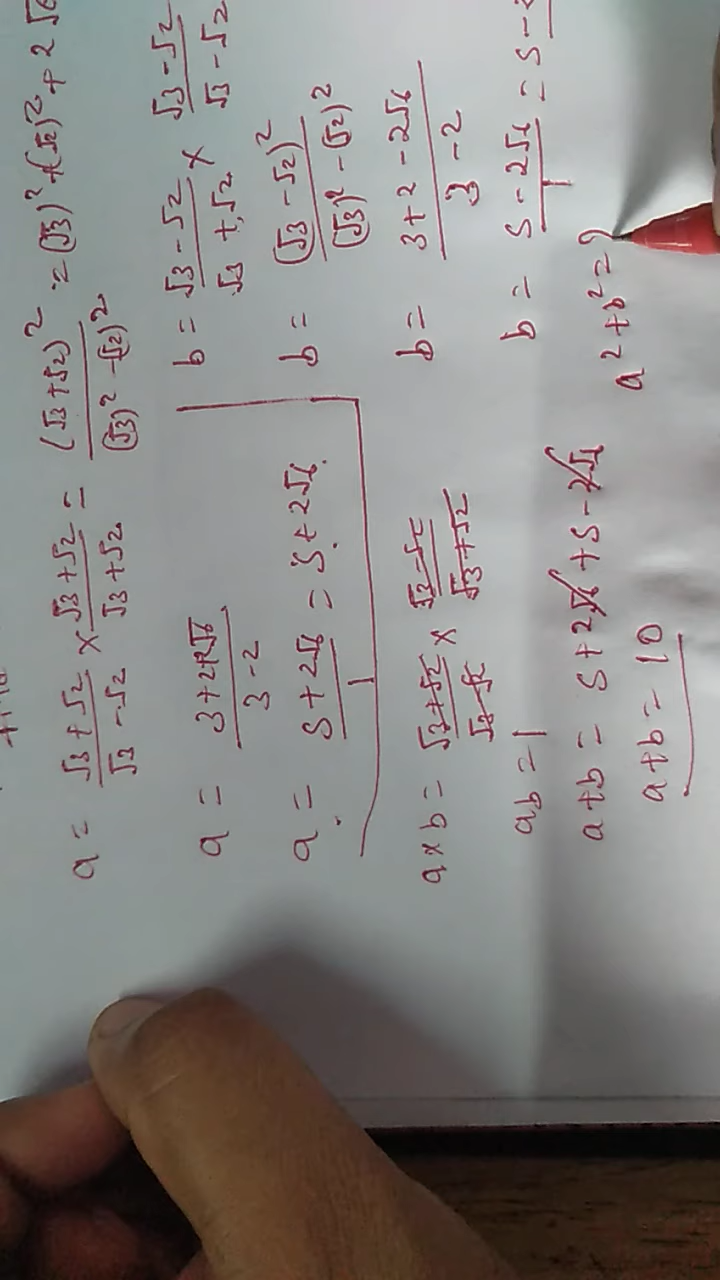 a = √3 + √2 / √3 - √2 × √3 + √2 / √3 + √2 = (√3 + √2)² / (√3)² - (√2)² = (√3)² + (√2)² + 2√6
a = 3 + 2 + 2√6 / 3 - 2
a = 5 + 2√6 / 1 = 5 + 2√6
a × b = √3 + √2 / √3 - √2 × √3 - √2 / √3 + √2
ab = 1
a + b = 5 + 2√6 + 5 - 2√6
a + b = 10
b = √3 - √2 / √3 + √2 × √3 - √2 / √3 - √2
b = (√3 - √2)² / (√3)² - (√2)²
b = 3 + 2 - 2√6 / 3 - 2
b = 5 - 2√6 / 1 = 5 -
a² + b² = ?